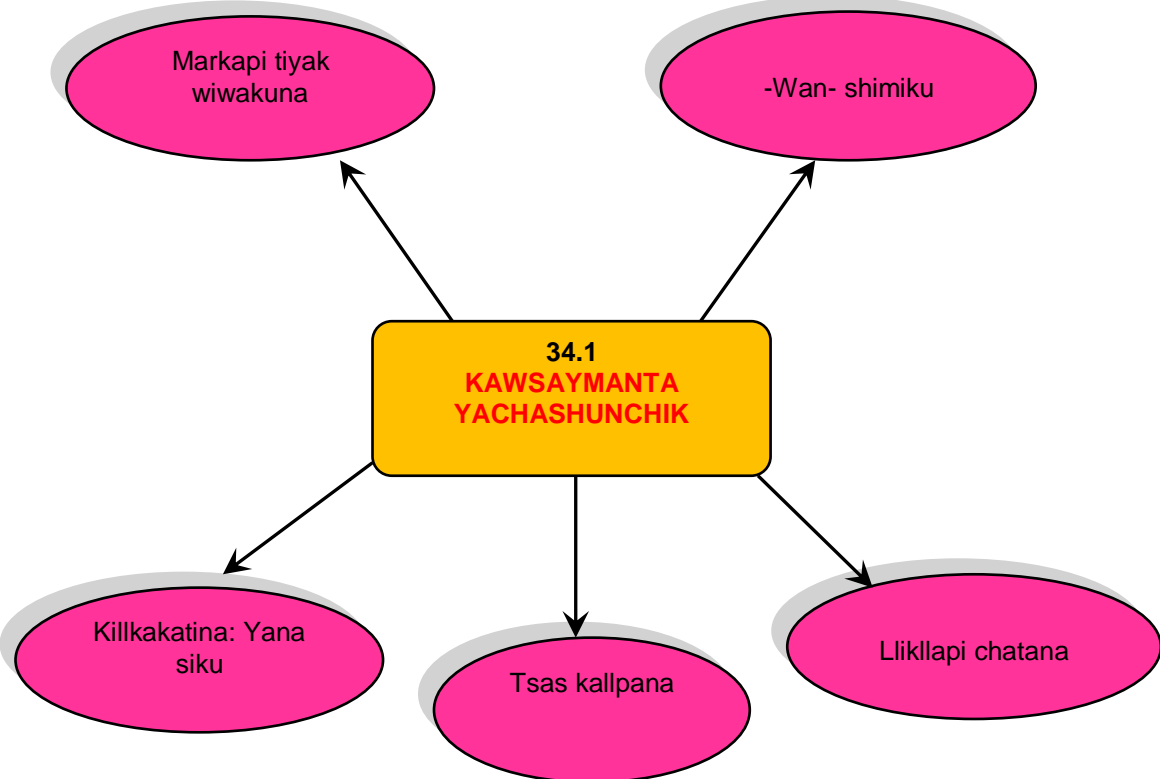 Markapi tiyak
wiwakuna
-Wan- shimiku
34.1
KAWSAYMANTA
YACHASHUNCHIK
Killkakatina: Yana
siku
Tsas kallpana
Llikllapi chatana